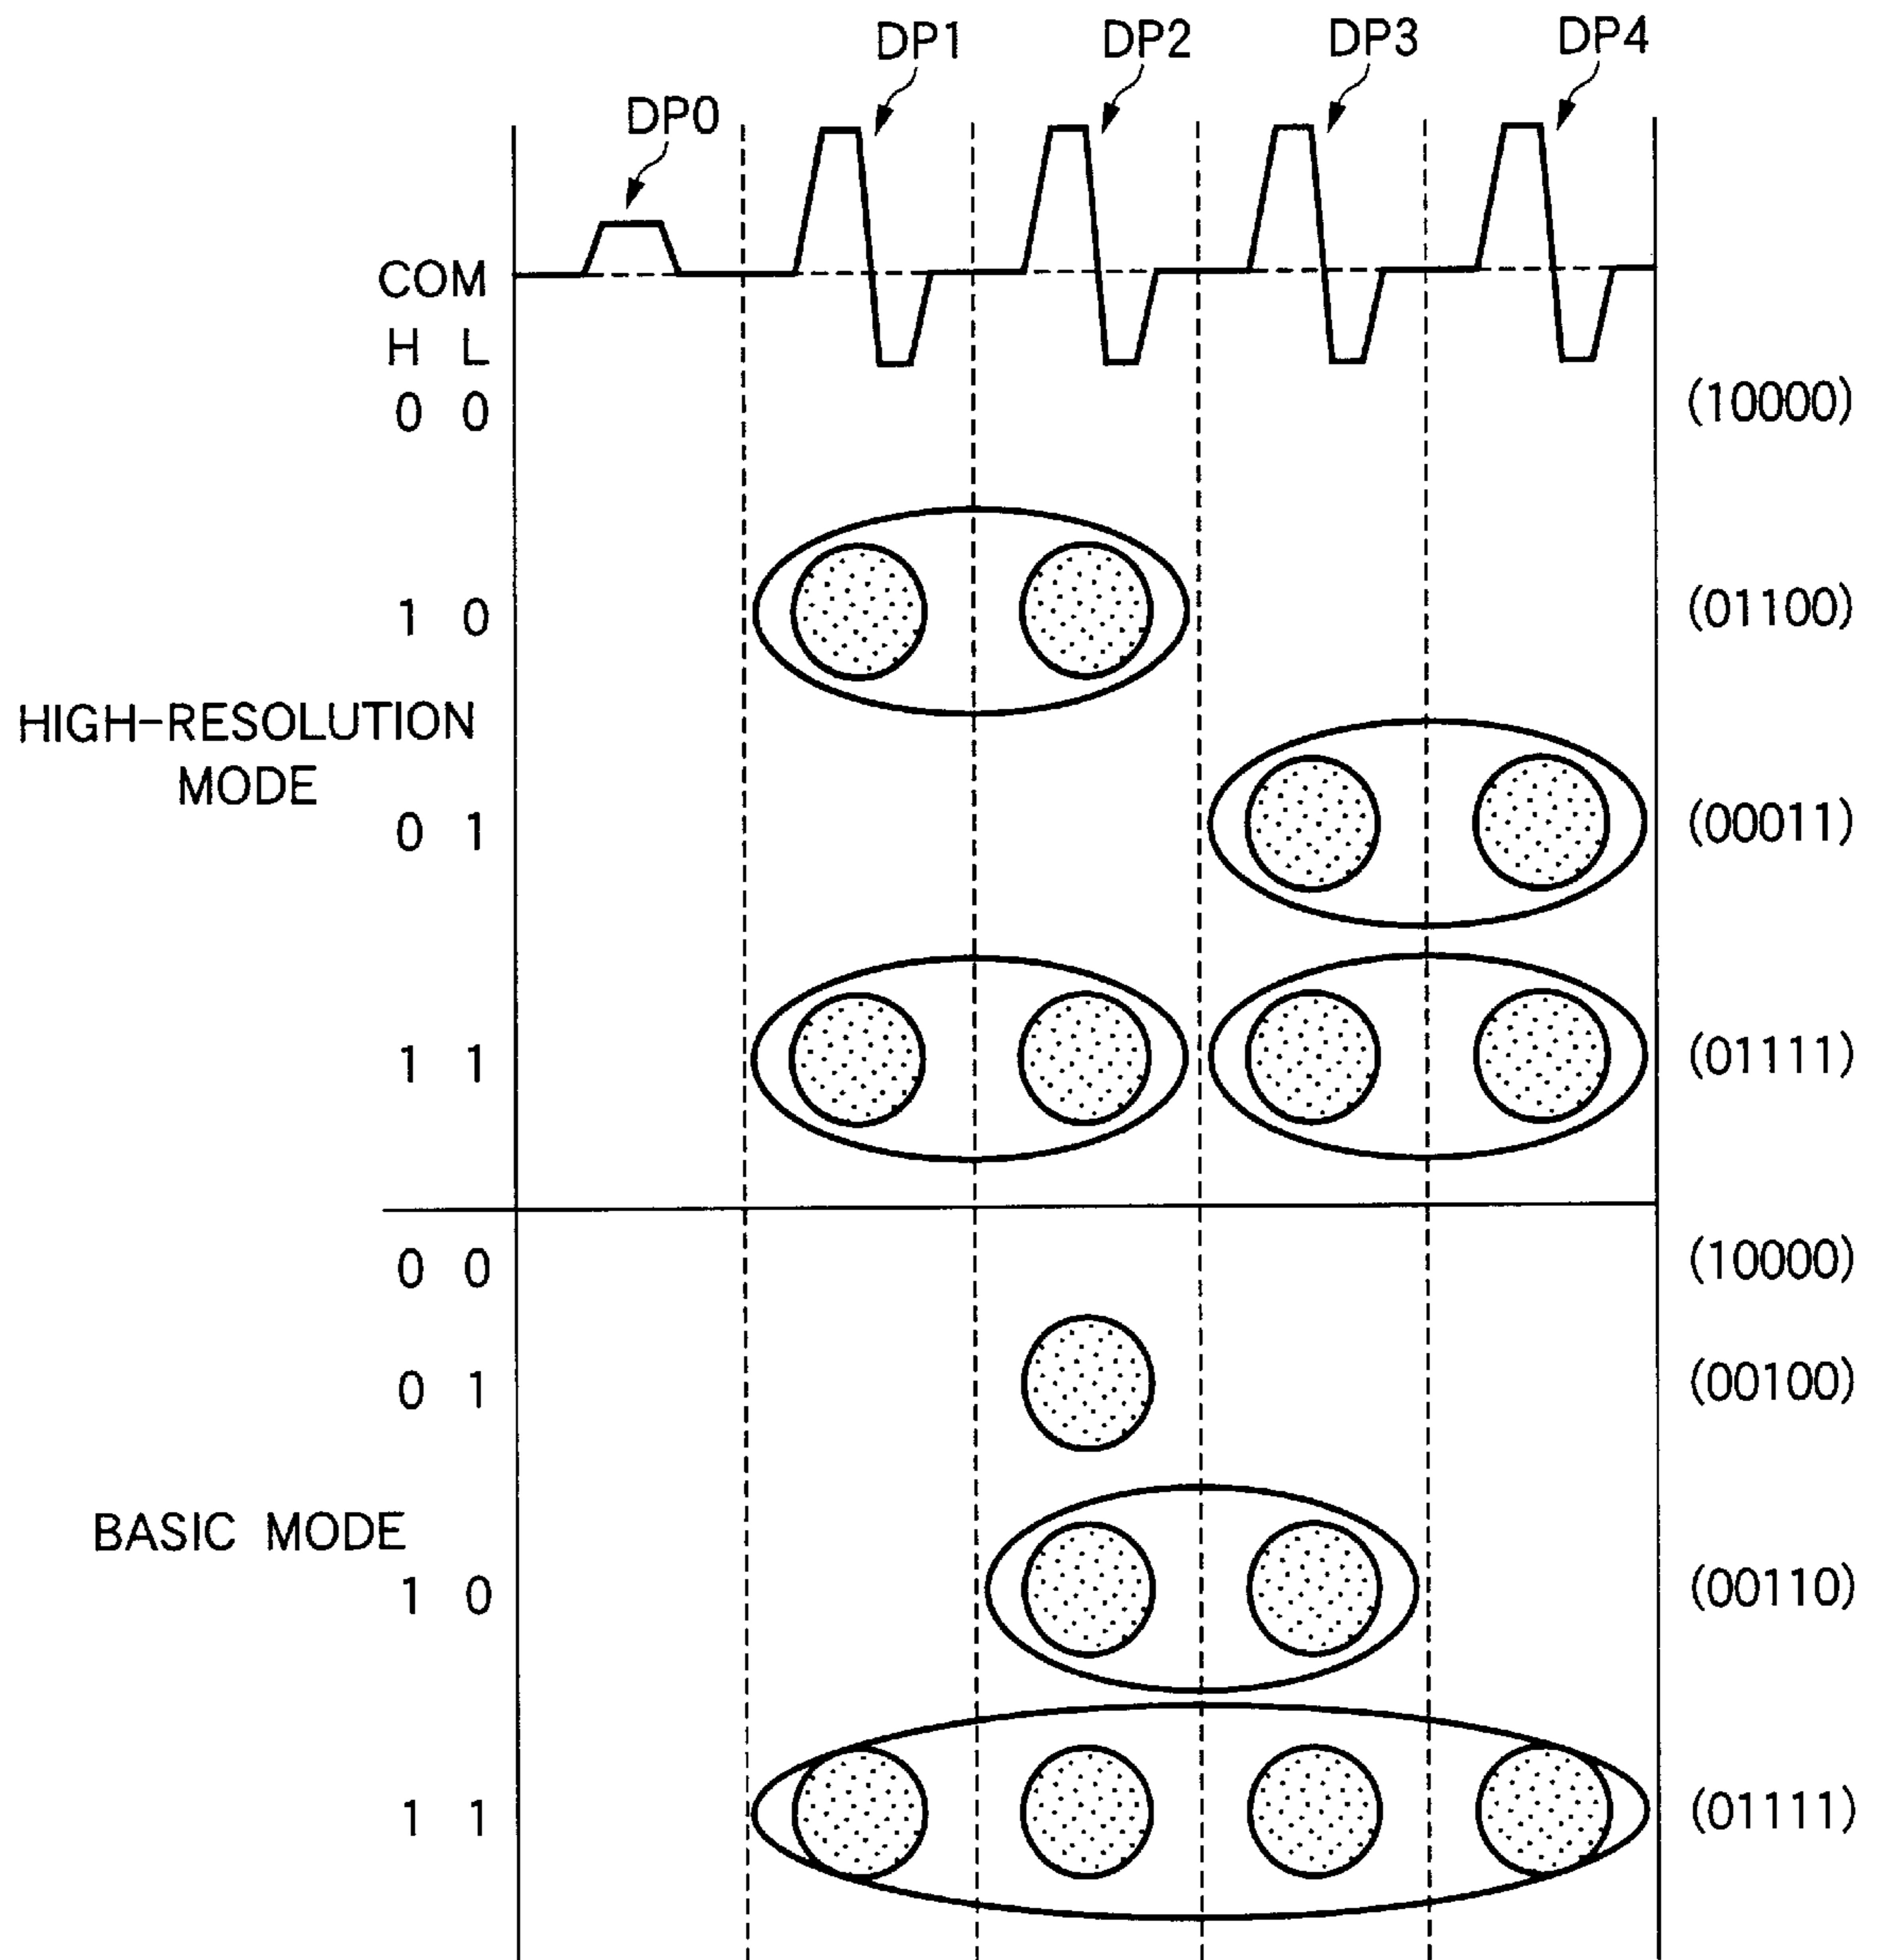 DP1 DP2 DP3 DP4
DP0
COM
H L
0 0 (10000)
1 0 (01100)
HIGH-RESOLUTION
MODE
0 1 (00011)
1 1 (01111)
0 0 (10000)
0 1 (00100)
BASIC MODE
1 0 (00110)
1 1 (01111)